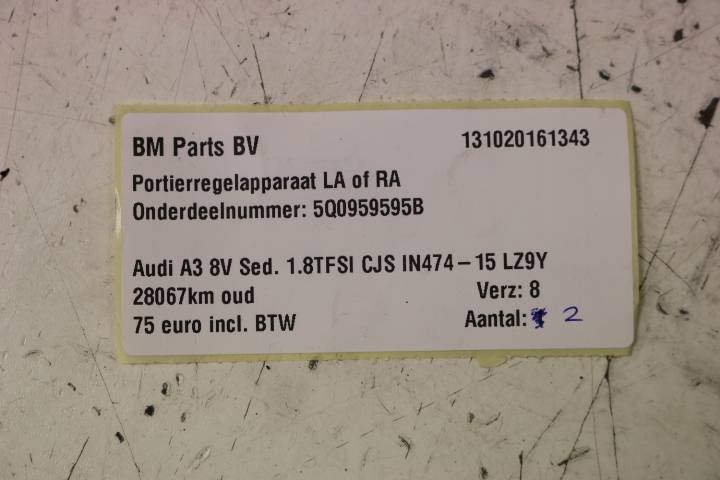 BM Parts BV 131020161343
Portierregelapparaat LA of RA
Onderdeelnummer: 5Q0959595B
Audi A3 8V Sed. 1.8TFSI CJS IN474-15 LZ9Y
28067km oud Verz: 8
75 euro incl. BTW Aantal: 2